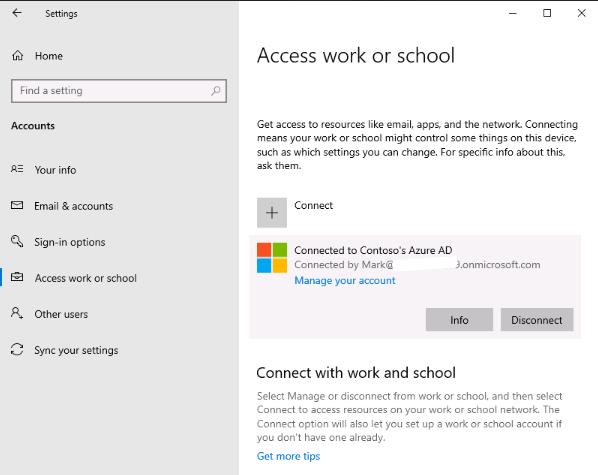 Settings
Home
Find a setting
Accounts
Your info
Email & accounts
Sign-in options
Access work or school
Other users
Sync your settings
Access work or school
Get access to resources like email, apps, and the network. Connecting
means your work or school might control some things on this device,
such as which settings you can change. For specific info about this,
ask them.
Connect
Connected to Contoso's Azure AD
Connected by Mark@ 9.onmicrosoft.com
Manage your account
Info
Disconnect
Connect with work and school
Select Manage or disconnect from work or school, and then select
Connect to access resources on your work or school network. The
Connect option will also let you set up a work or school account if
you don't have one already.
Get more tips